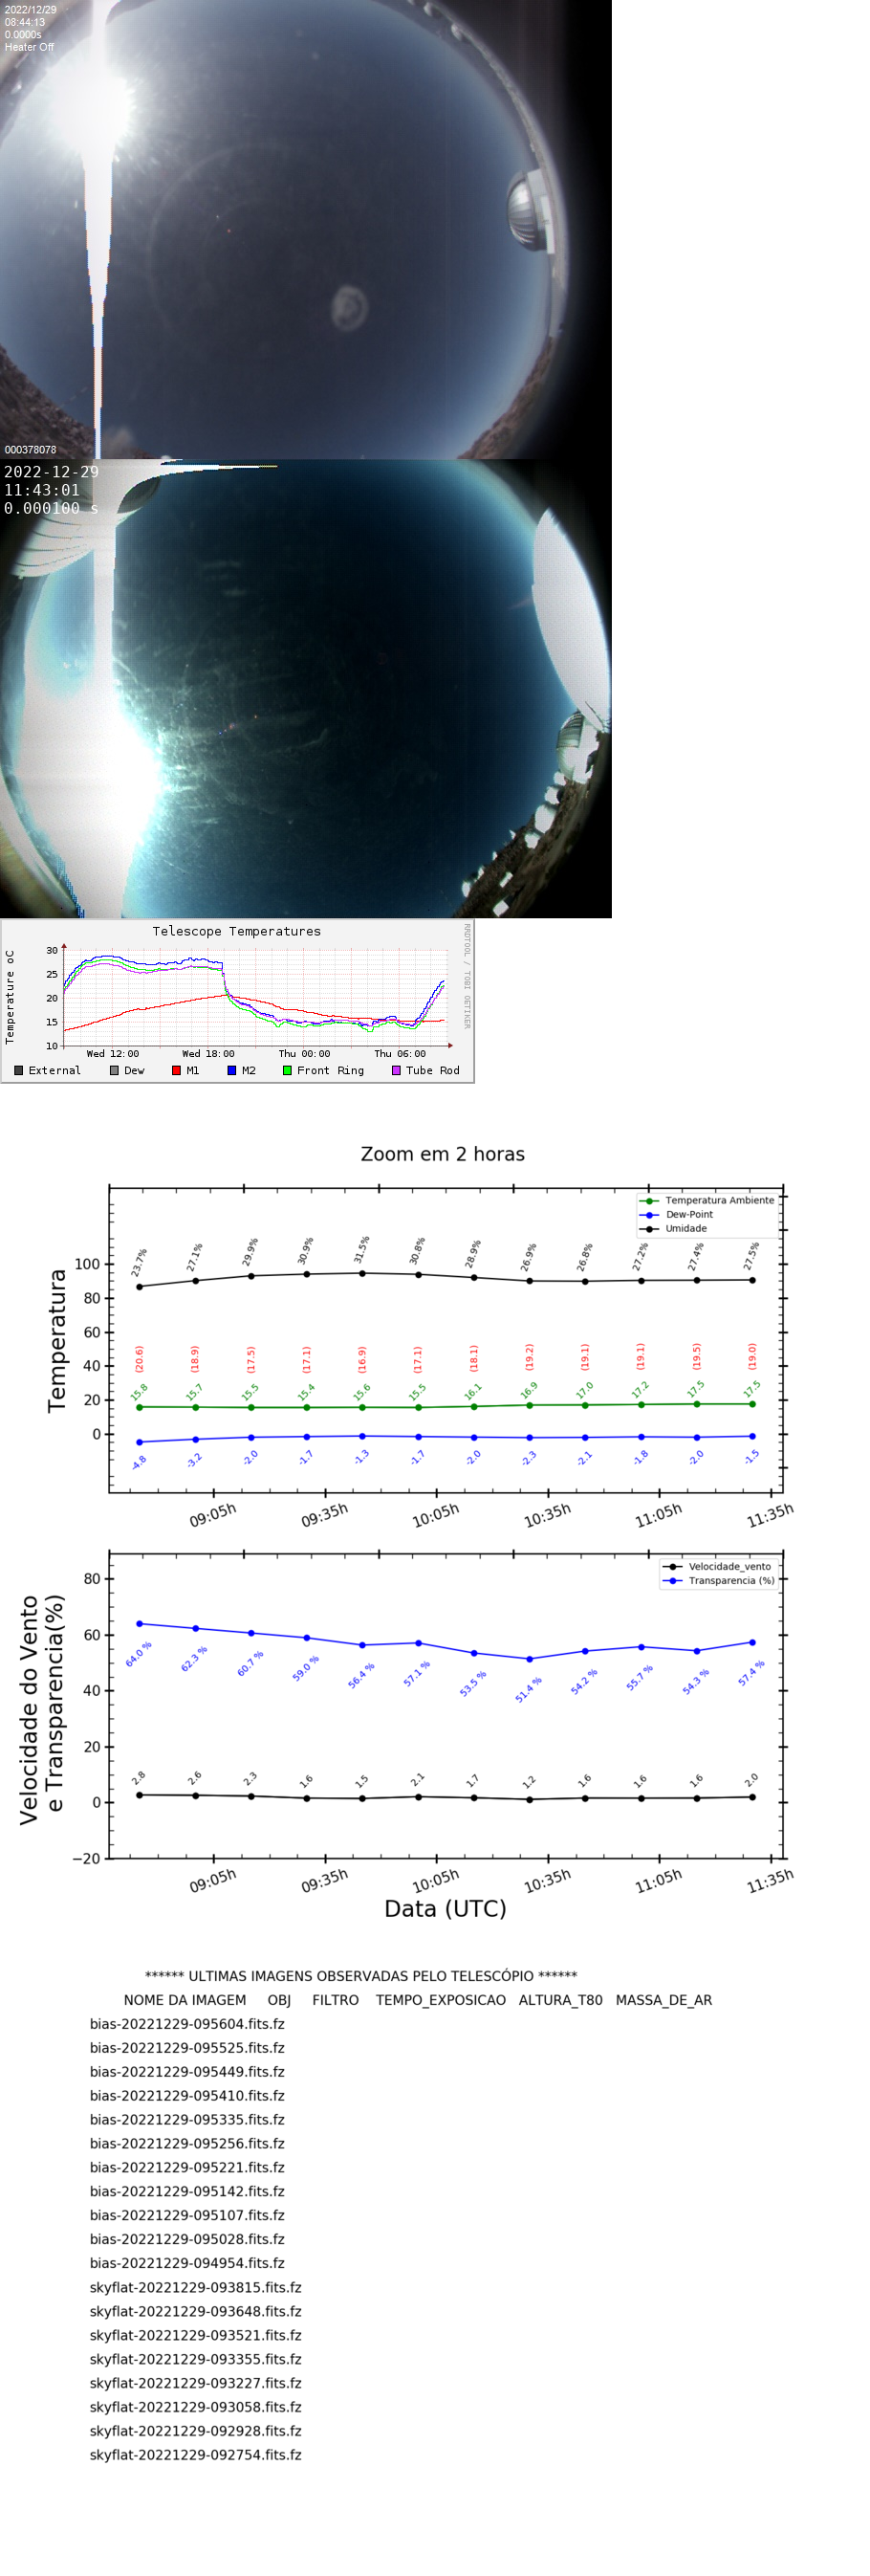 2022/12/29
08:44:13
0.0000s
Heater Off
000378078
2022-12-29
11:43:01
0.000100 s
Telescope Temperatures
RRDTOOL / TOBI OETIKER
Temperature oC
30
25
20
15
10
Wed 12:00 Wed 18:00 Thu 00:00 Thu 06:00
External Dew M1 M2 Front Ring Tube Rod
Zoom em 2 horas
Temperatura Ambiente
Dew-Point
Umidade
Temperatura
100
80
60
40
20
0
23.7% 27.1% 29.9% 30.9% 31.5% 30.8% 28.9% 26.9% 26.8% 27.2% 27.4% 27.5%
(20.6) (18.9) (17.5) (17.1) (16.9) (17.1) (18.1) (19.2) (19.1) (19.1) (19.5) (19.0)
15.8 15.7 15.5 15.4 15.6 15.5 16.1 16.9 17.0 17.2 17.5 17.5
-4.8 -3.2 -2.0 -1.7 -1.3 -1.7 -2.0 -2.3 -2.1 -1.8 -2.0 -1.5
09:05h 09:35h 10:05h 10:35h 11:05h 11:35h
Velocidade_vento
Transparencia (%)
Velocidade do Vento
e Transparencia(%)
80
60
40
20
0
−20
64.0 % 62.3 % 60.7 % 59.0 % 56.4 % 57.1 % 53.5 % 51.4 % 54.2 % 55.7 % 54.3 % 57.4 %
2.8 2.6 2.3 1.6 1.5 2.1 1.7 1.2 1.6 1.6 1.6 2.0
09:05h 09:35h 10:05h 10:35h 11:05h 11:35h
Data (UTC)
****** ULTIMAS IMAGENS OBSERVADAS PELO TELESCÓPIO ******
NOME DA IMAGEM OBJ FILTRO TEMPO_EXPOSICAO ALTURA_T80 MASSA_DE_AR
bias-20221229-095604.fits.fz
bias-20221229-095525.fits.fz
bias-20221229-095449.fits.fz
bias-20221229-095410.fits.fz
bias-20221229-095335.fits.fz
bias-20221229-095256.fits.fz
bias-20221229-095221.fits.fz
bias-20221229-095142.fits.fz
bias-20221229-095107.fits.fz
bias-20221229-095028.fits.fz
bias-20221229-094954.fits.fz
skyflat-20221229-093815.fits.fz
skyflat-20221229-093648.fits.fz
skyflat-20221229-093521.fits.fz
skyflat-20221229-093355.fits.fz
skyflat-20221229-093227.fits.fz
skyflat-20221229-093058.fits.fz
skyflat-20221229-092928.fits.fz
skyflat-20221229-092754.fits.fz